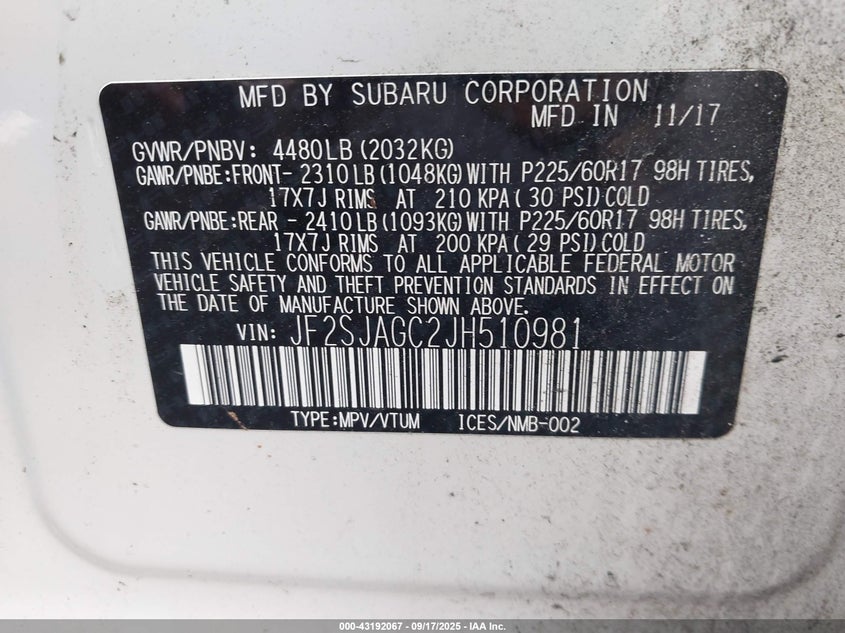 MFD BY SUBARU CORPORATION
MFD IN 11/17
GVWR/PNBV: 4480LB (2032KG)
GAWR/PNBE:FRONT- 2310LB (1048KG) WITH P225/60R17 98H TIRES,
17X7J RIMS AT 210 KPA ( 30 PSI) COLD
GAWR/PNBE:REAR - 2410LB (1093KG) WITH P225/60R17 98H TIRES,
17X7J RIMS AT 200 KPA ( 29 PSI) COLD
THIS VEHICLE CONFORMS TO ALL APPLICABLE FEDERAL MOTOR
VEHICLE SAFETY AND THEFT PREVENTION STANDARDS IN EFFECT ON
THE DATE OF MANUFACTURE SHOWN ABOVE.
VIN: JF2SJAGC2JH510981
TYPE:MPV/VTUM ICES/NMB-002
000-43192067 - 09/17/2025 - IAA Inc.